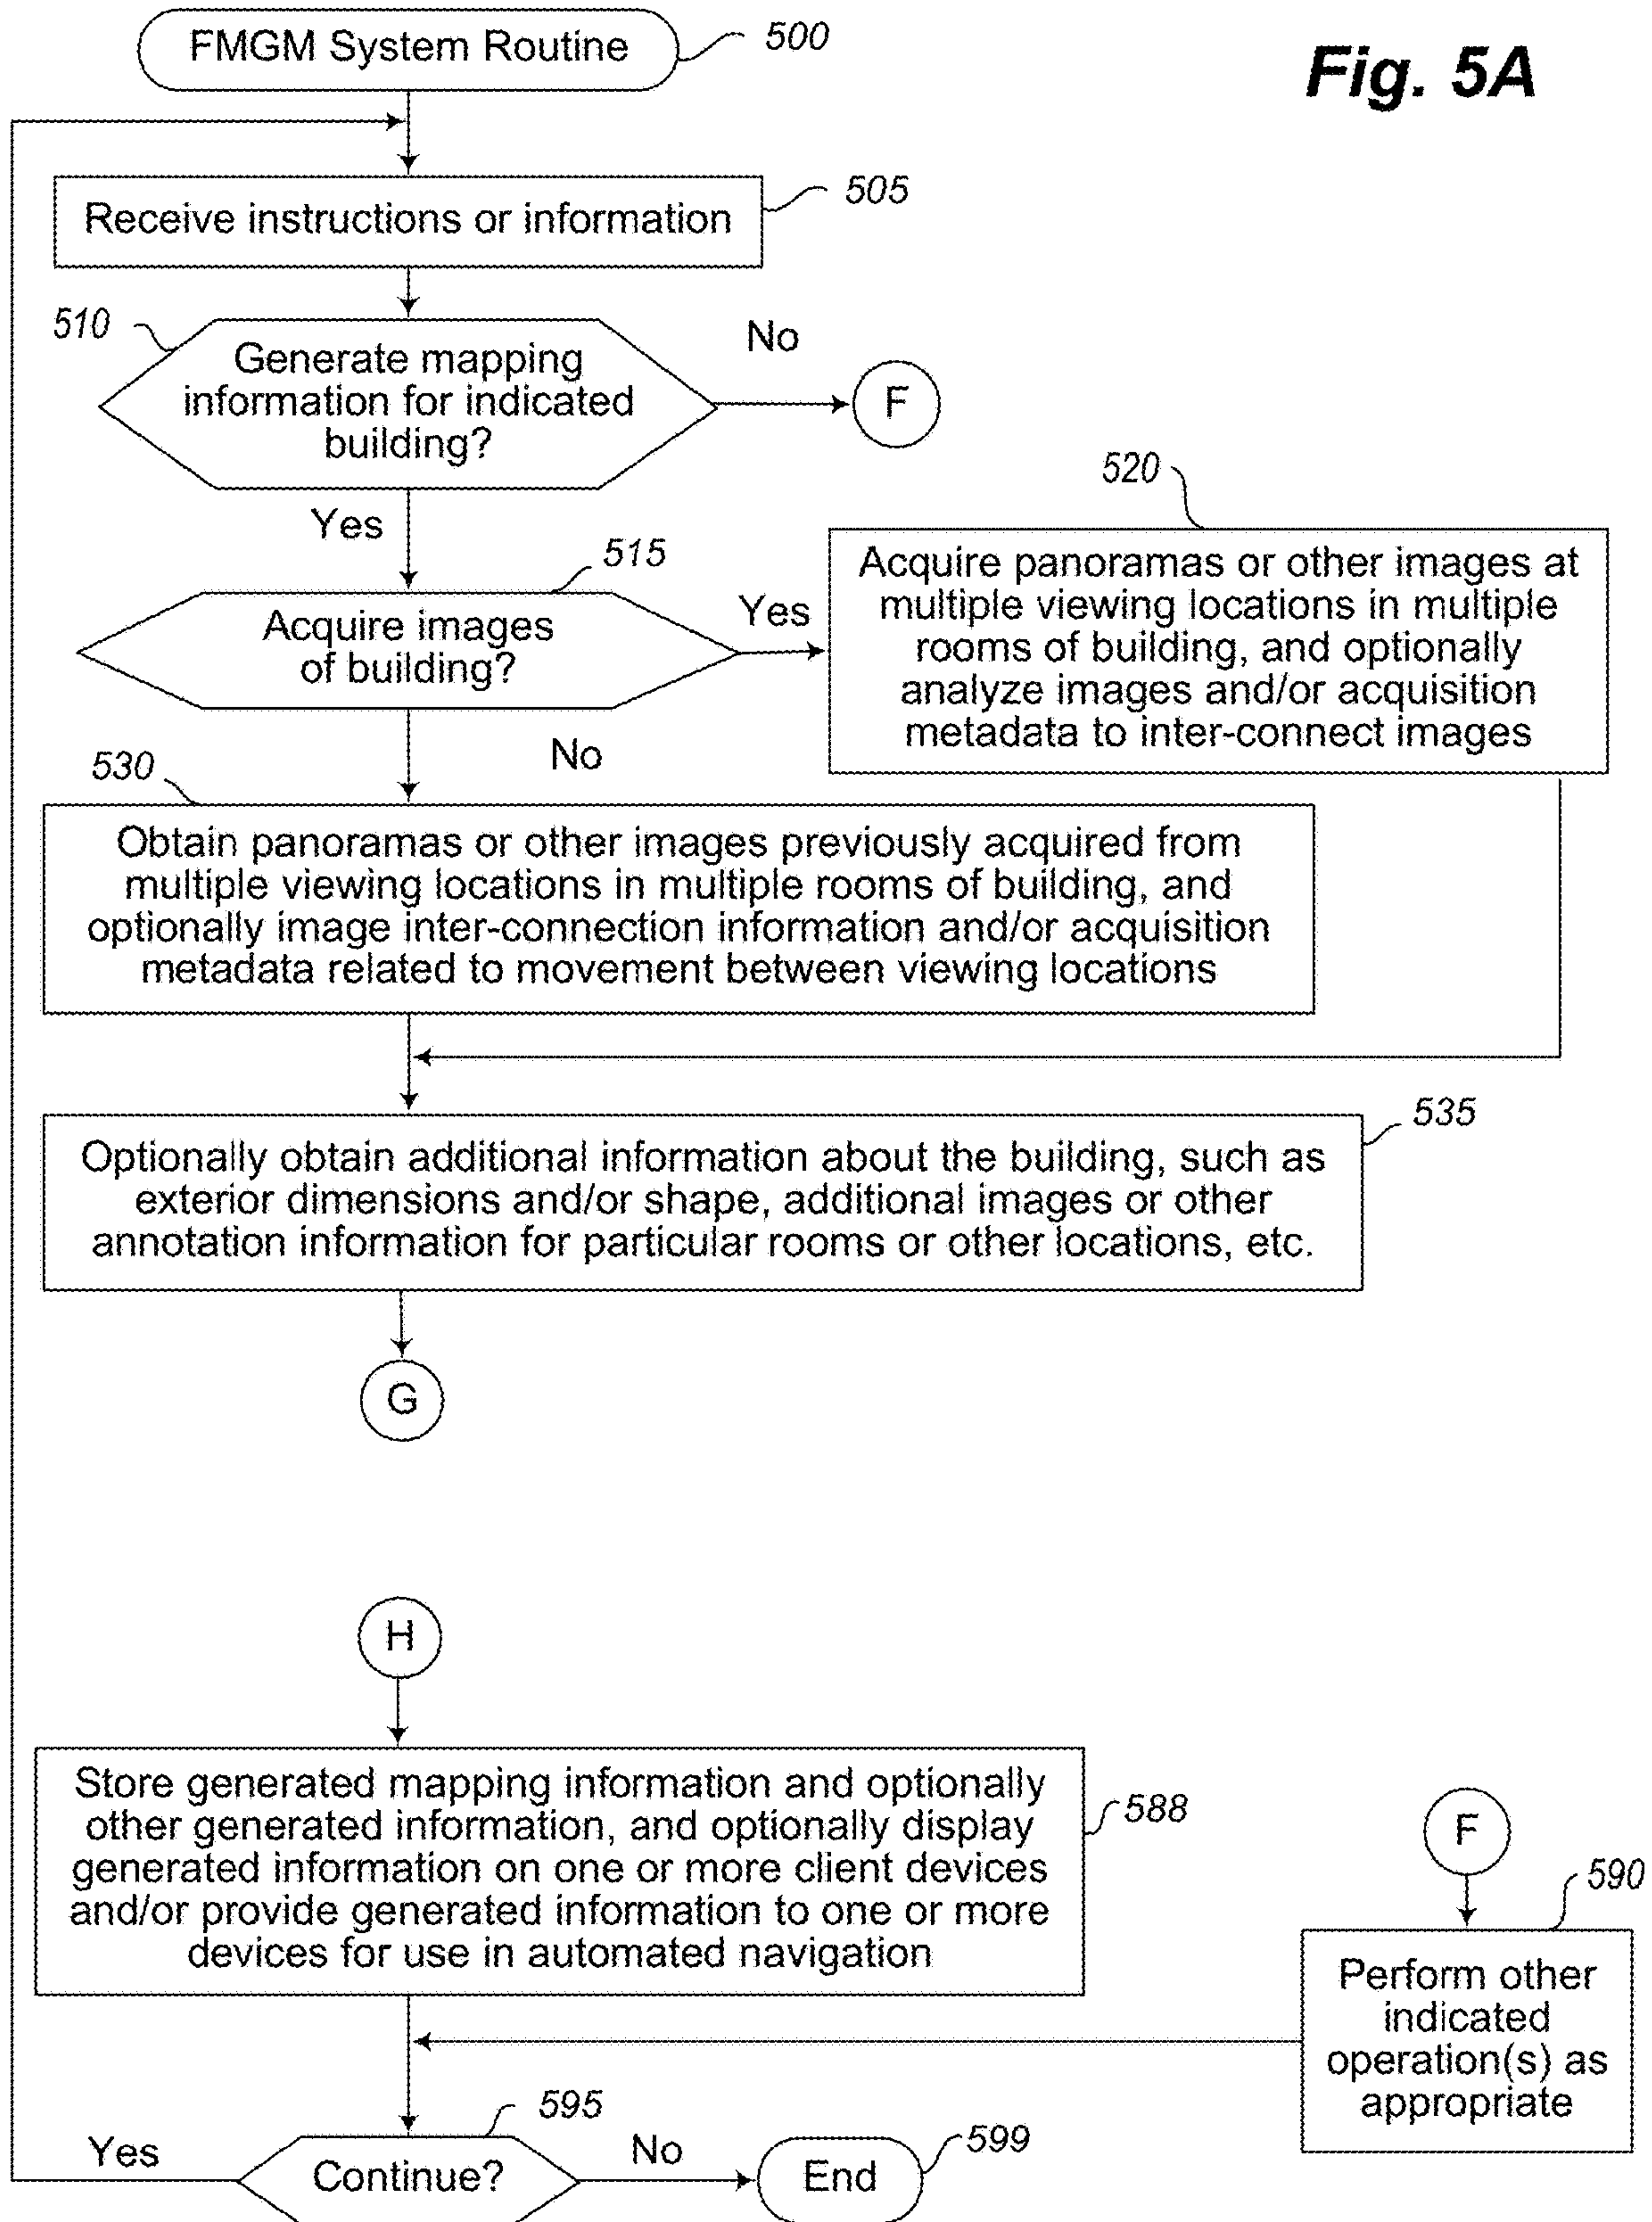 FMGM System Routine
500
Fig. 5A
Receive instructions or information
505
510
Generate mapping
information for indicated
building?
No
F
Yes
515
Acquire images
of building?
Yes
520
Acquire panoramas or other images at
multiple viewing locations in multiple
rooms of building, and optionally
analyze images and/or acquisition
metadata to inter-connect images
No
530
Obtain panoramas or other images previously acquired from
multiple viewing locations in multiple rooms of building, and
optionally image inter-connection information and/or acquisition
metadata related to movement between viewing locations
535
Optionally obtain additional information about the building, such as
exterior dimensions and/or shape, additional images or other
annotation information for particular rooms or other locations, etc.
G
H
Store generated mapping information and optionally
other generated information, and optionally display
generated information on one or more client devices
and/or provide generated information to one or more
devices for use in automated navigation
588
F
590
Perform other
indicated
operation(s) as
appropriate
595
Yes
Continue?
No
End
599